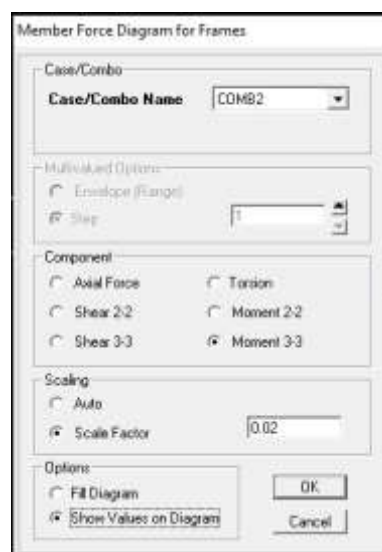 Member Force Diagram for Frames
Case/Combo
Case/Combo Name COMB2
Multivalued Options
Envelope (Range)
Step 1
Component
Axial Force Torsion
Shear 2-2 Moment 2-2
Shear 3-3 Moment 3-3
Scaling
Auto
Scale Factor 0.02
Options
Fill Diagram OK
Show Values on Diagram Cancel